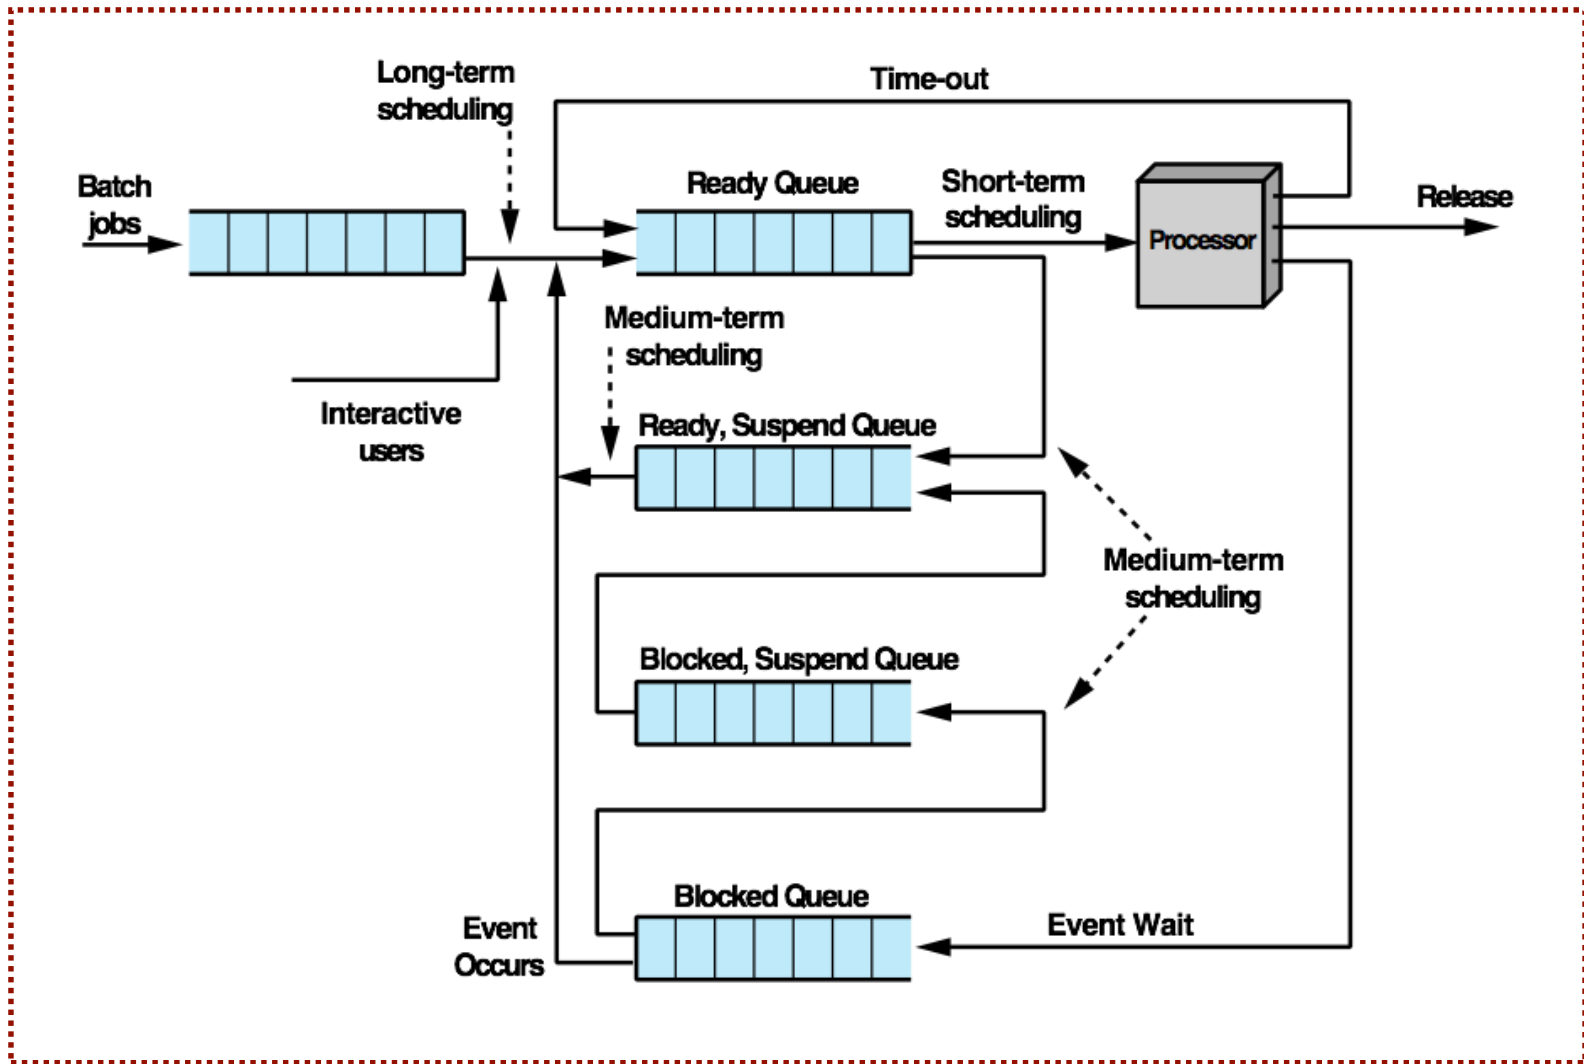 Long-term
scheduling
Time-out
Batch
jobs
Ready Queue
Short-term
scheduling
Processor
Release
Medium-term
scheduling
Interactive
users
Ready, Suspend Queue
Medium-term
scheduling
Blocked, Suspend Queue
Blocked Queue
Event
Occurs
Event Wait